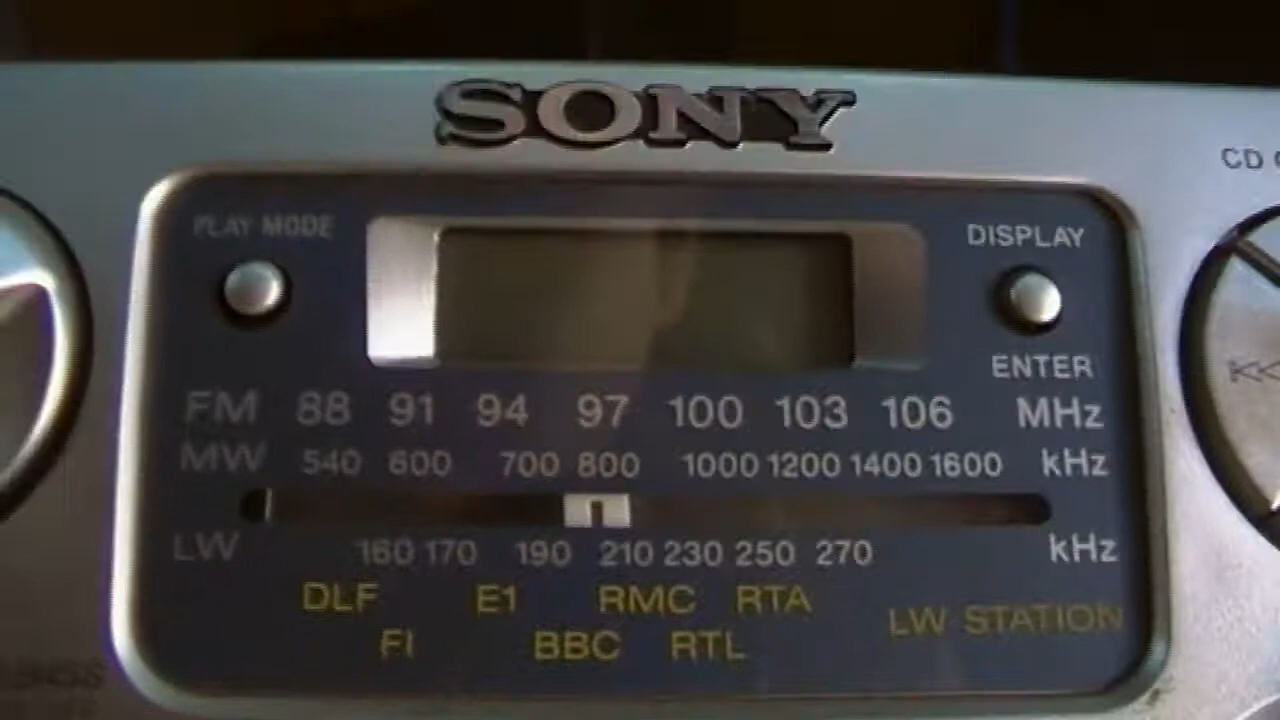 SONY
CD
PLAY MODE
DISPLAY
ENTER
FM 88 91 94 97 100 103 106 MHz
MW 540 600 700 800 1000 1200 1400 1600 kHz
LW 160 170 190 210 230 250 270 kHz
DLF E1 RMC RTA LW STATION
FI BBC RTL